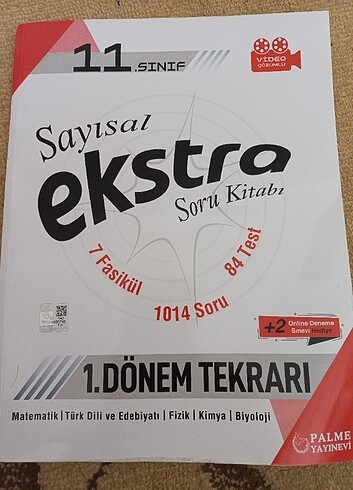 11.SINIF
VİDEO
ÇÖZÜMLÜ
Sayısal
ekstra
Soru Kitabı
7 Fasikül
1014 Soru
84 Test
+2 Online Deneme
Sınavı Hediye
1.DÖNEM TEKRARI
Matematik | Türk Dili ve Edebiyatı | Fizik | Kimya | Biyoloji
PALME
YAYINEVİ